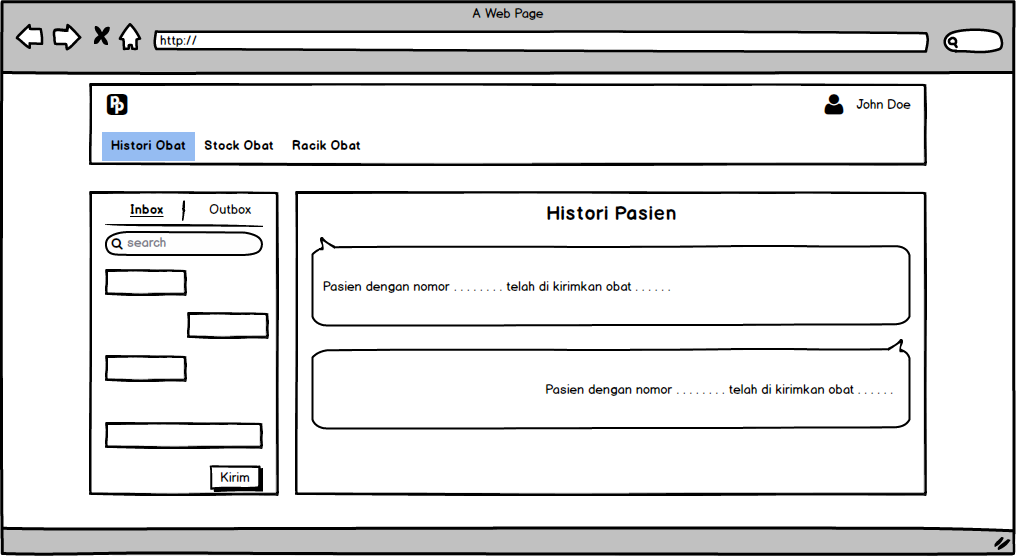 A Web Page
http://
Pp
John Doe
Histori Obat Stock Obat Racik Obat
Inbox Outbox
search
Kirim
Histori Pasien
Pasien dengan nomor . . . . . . . . telah di kirimkan obat . . . . . .
Pasien dengan nomor . . . . . . . . telah di kirimkan obat . . . . . .